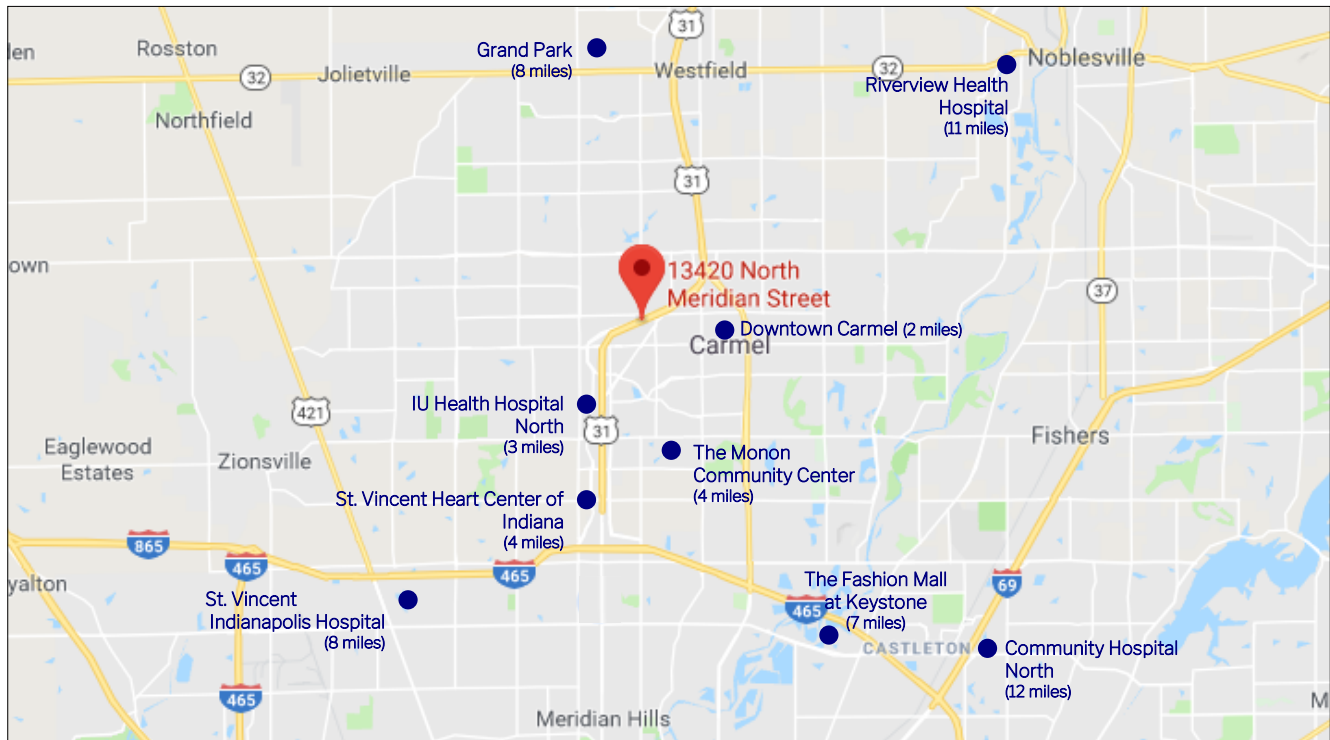 31
len
Rosston
Grand Park
(8 miles)
32
Jolietville
Westfield
32
Noblesville
Riverview Health
Hospital
(11 miles)
Northfield
31
own
13420 North
Meridian Street
37
Downtown Carmel (2 miles)
Carmel
421
IU Health Hospital
North
(3 miles)
31
Fishers
Eaglewood
Estates
Zionsville
The Monon
Community Center
(4 miles)
St. Vincent Heart Center of
Indiana
(4 miles)
865
465
465
yalton
The Fashion Mall
at Keystone
(7 miles)
465
69
St. Vincent
Indianapolis Hospital
(8 miles)
CASTLETON
Community Hospital
North
(12 miles)
465
M
Meridian Hills